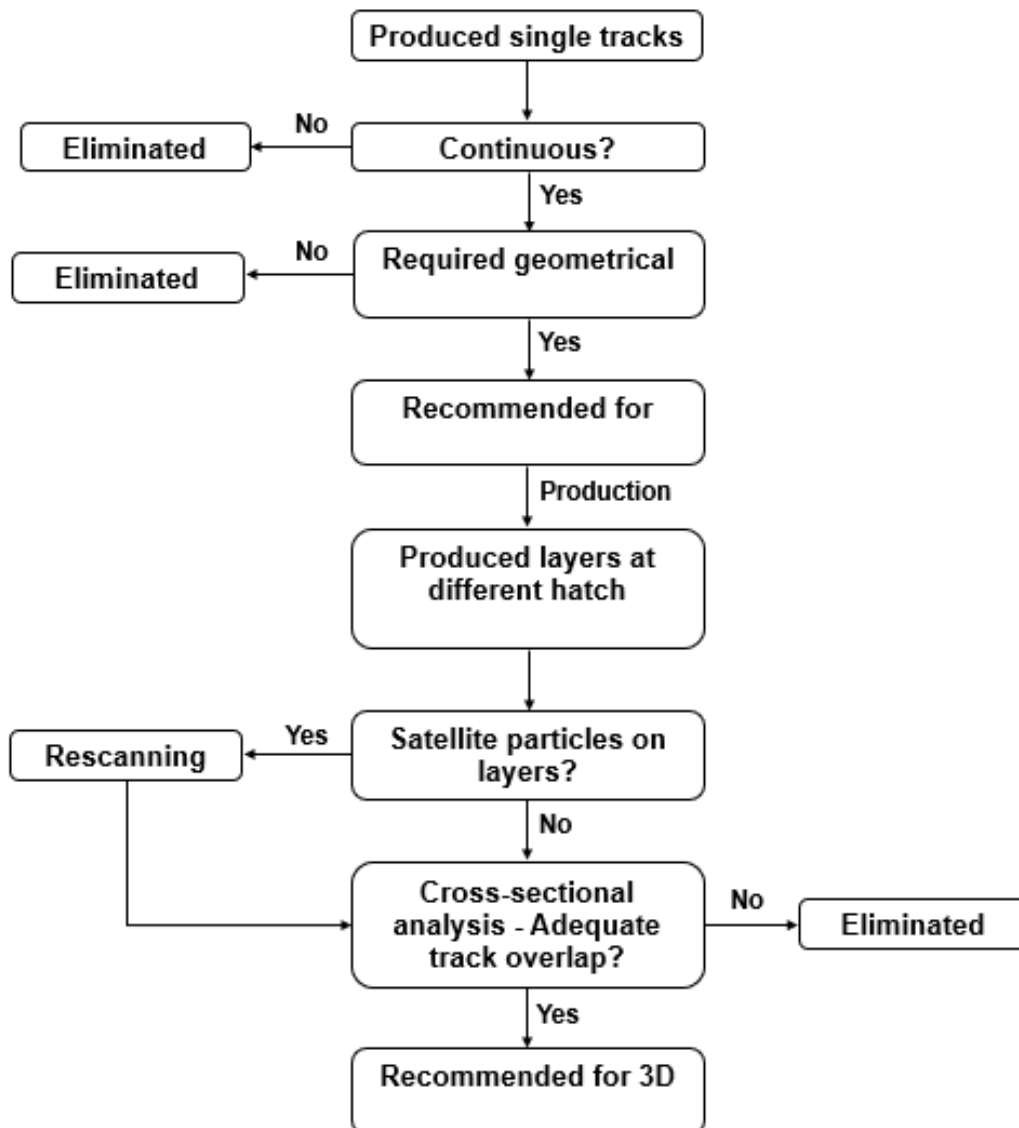 Produced single tracks
No
Eliminated
Continuous?
Yes
No
Required geometrical
Eliminated
Yes
Recommended for
Production
Produced layers at
different hatch
Yes
Satellite particles on
Rescanning
layers?
No
Cross-sectional
No
analysis - Adequate
Eliminated
track overlap?
Yes
Recommended for 3D